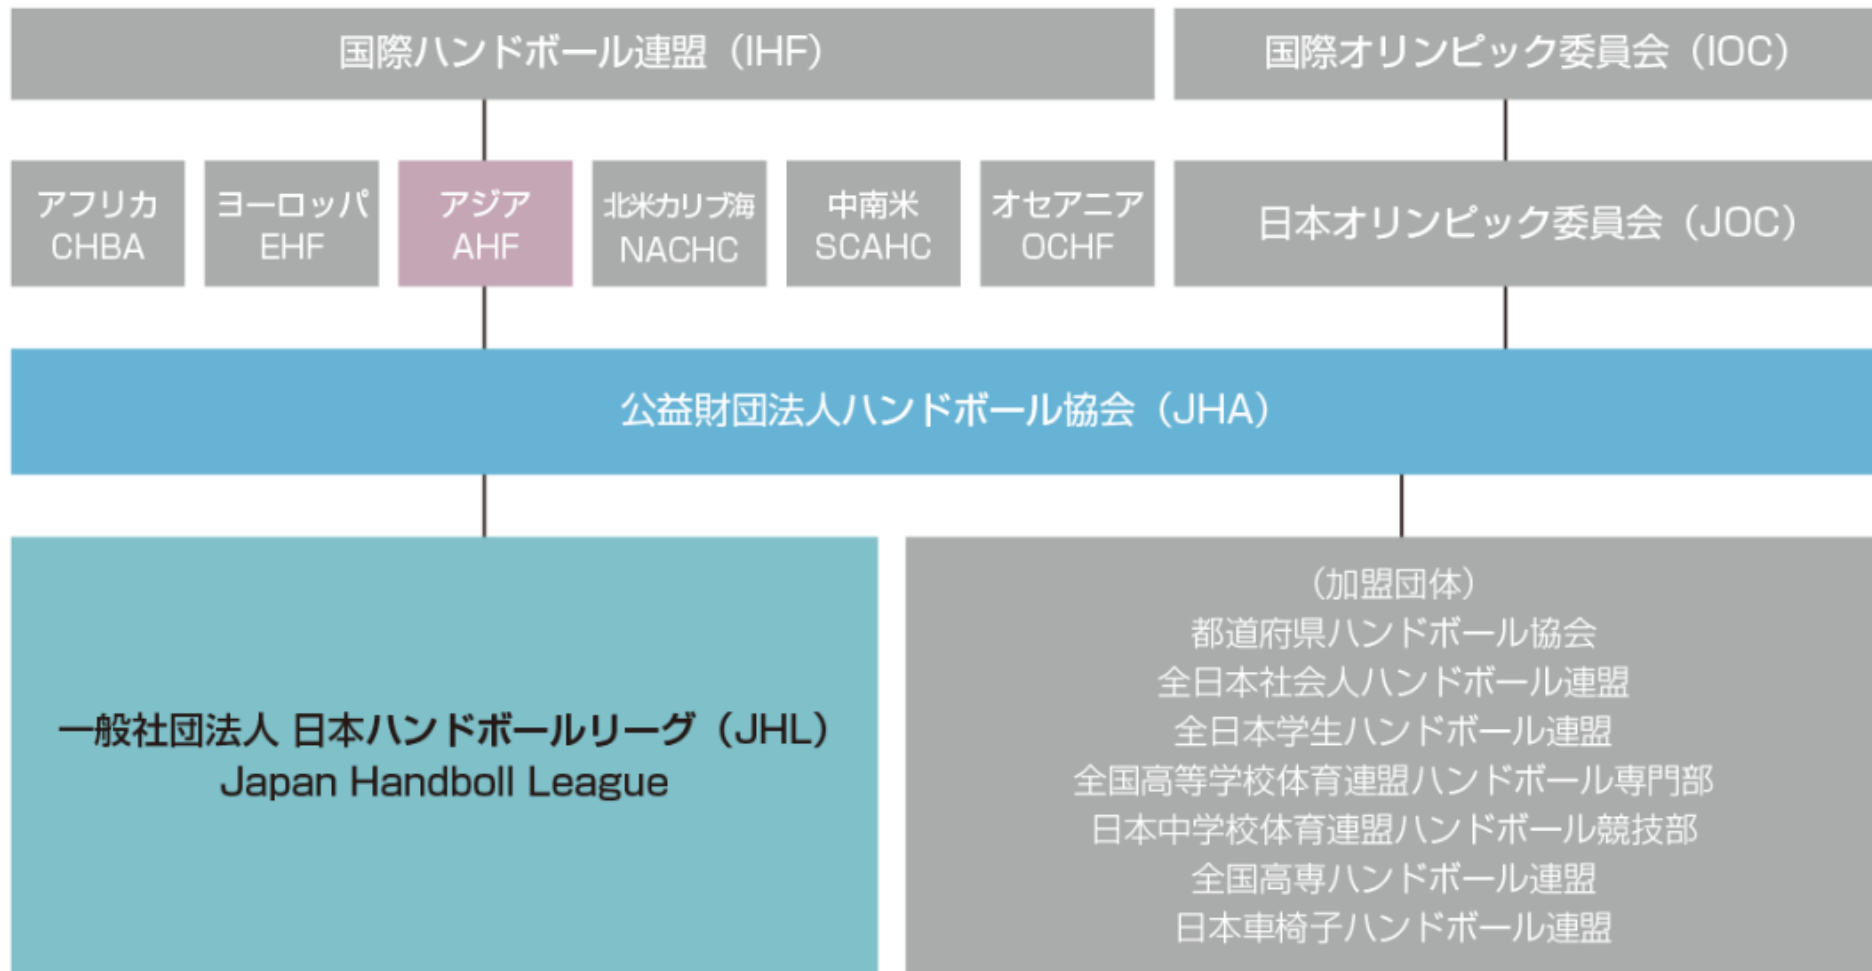 国際ハンドボール連盟（IHF）
国際オリンピック委員会（IOC）
アフリカ
CHBA
ヨーロッパ
EHF
アジア
AHF
北米カリブ海
NACHC
中南米
SCAHC
オセアニア
OCHF
日本オリンピック委員会（JOC）
公益財団法人ハンドボール協会（JHA）
一般社団法人 日本ハンドボールリーグ（JHL）
Japan Handboll League
（加盟団体）
都道府県ハンドボール協会
全日本社会人ハンドボール連盟
全日本学生ハンドボール連盟
全国高等学校体育連盟ハンドボール専門部
日本中学校体育連盟ハンドボール競技部
全国高専ハンドボール連盟
日本車椅子ハンドボール連盟